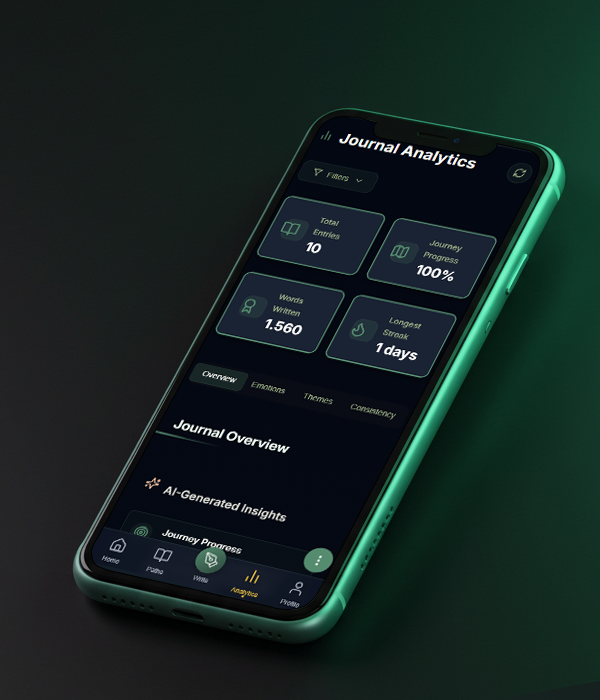 Journal Analytics
Filters
Total
Entries
10
Journey
Progress
100%
Words
Written
1.560
Longest
Streak
1 days
Overview
Emotions
Themes
Consistency
Journal Overview
AI-Generated Insights
Journey Progress
Home
Paths
Write
Analytics
Profile